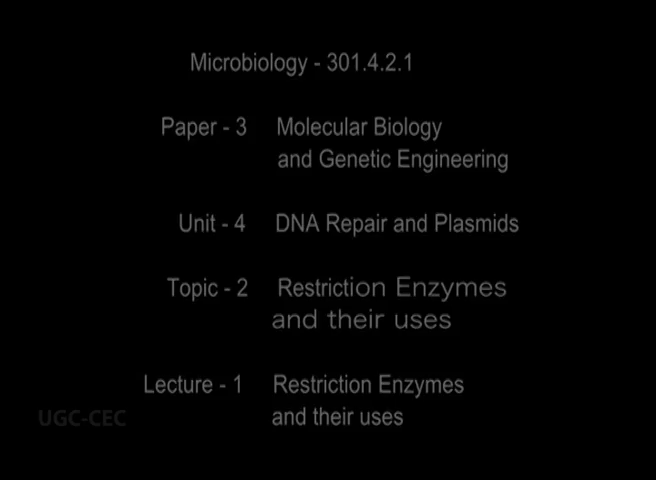 Microbiology - 301.4.2.1
Paper - 3 Molecular Biology
and Genetic Engineering
Unit - 4 DNA Repair and Plasmids
Topic - 2 Restriction Enzymes
and their uses
Lecture - 1 Restriction Enzymes
and their uses
UGC-CEC